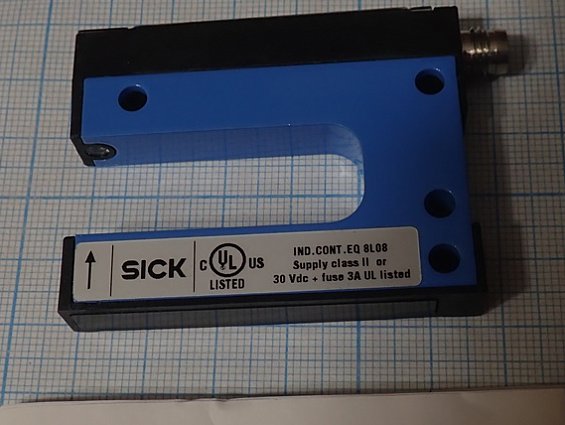 SICK
C UL US
LISTED
IND.CONT.EQ 8L08
Supply class II or
30 Vdc + fuse 3A UL listed